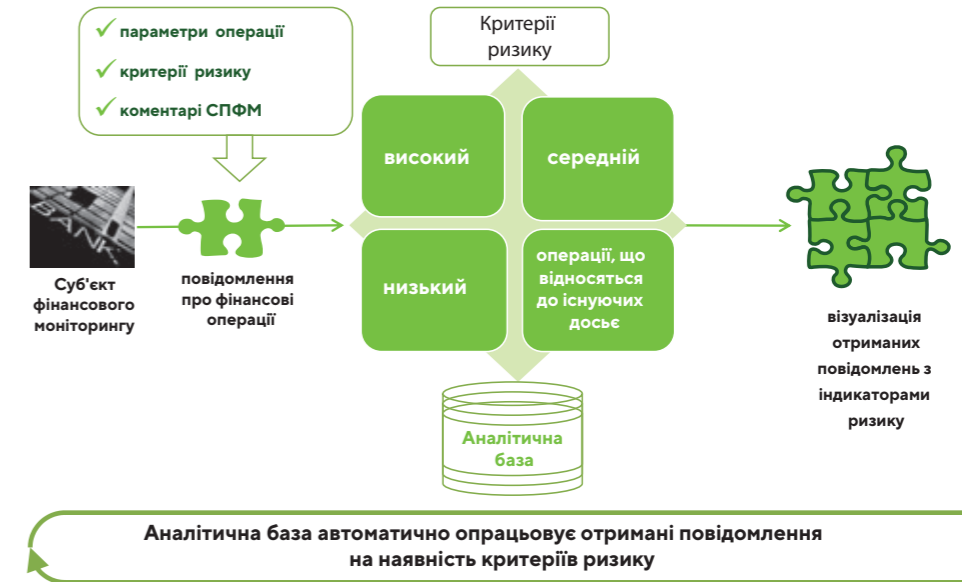 параметри операції
критерії ризику
коментарі СПФМ
Критерії
ризику
високий
середній
низький
операції, що
відносяться
до існуючих
досьє
BANK
Суб'єкт
фінансового
моніторингу
повідомлення
про фінансові
операції
візуалізація
отриманих
повідомлень з
індикаторами
ризику
Аналітична
база
Аналітична база автоматично опрацьовує отримані повідомлення
на наявність критеріїв ризику